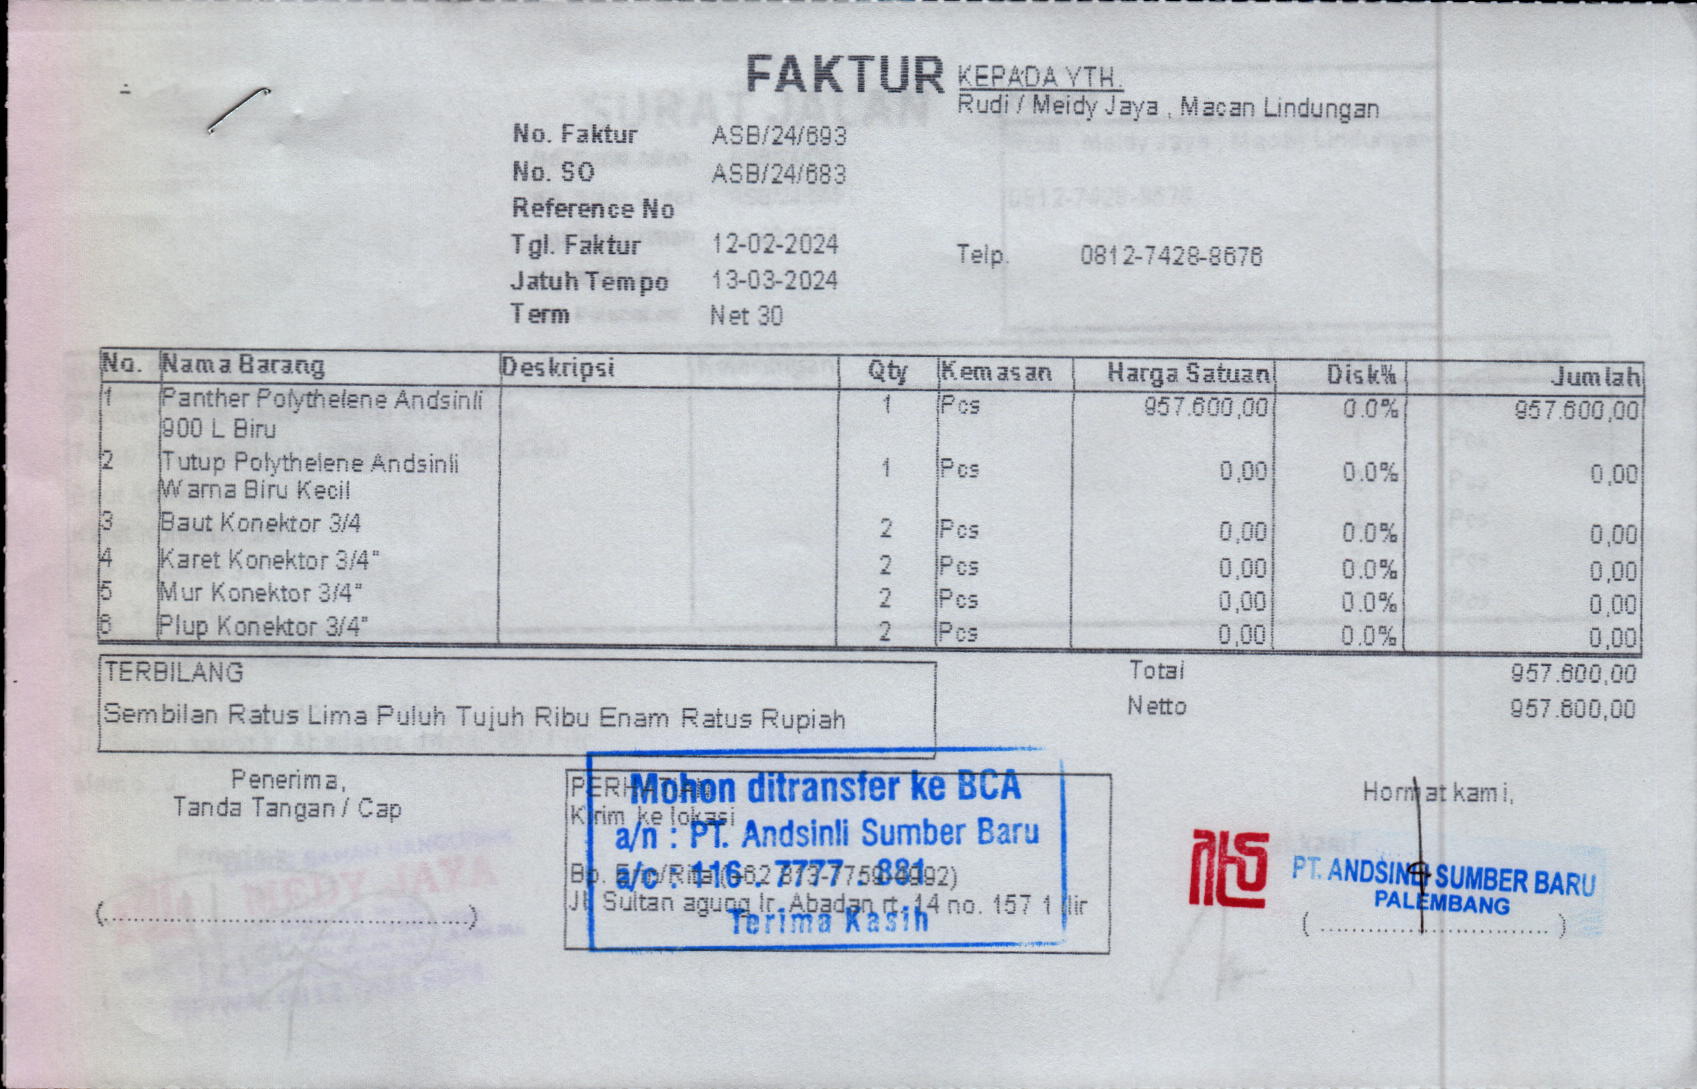 FAKTUR
KEPADA YTH.
Rudi / Meidy Jaya , Macan Lindungan
No. Faktur ASB/24/693
No. SO ASB/24/683
Reference No
Tgl. Faktur 12-02-2024
Telp. 0812-7428-8676
Jatuh Tempo 13-03-2024
Term Net 30
No. Nama Barang Deskripsi Qty Kemasan Harga Satuan Disk% Jumlah
1 Panther Polythelene Andsinli 1 Pcs 957.600,00 0.0% 957.600,00
900 L Biru
2 Tutup Polythelene Andsinli 1 Pcs 0,00 0.0% 0,00
Warna Biru Kecil
3 Baut Konektor 3/4 2 Pcs 0,00 0.0% 0,00
4 Karet Konektor 3/4" 2 Pcs 0,00 0.0% 0,00
5 Mur Konektor 3/4" 2 Pcs 0,00 0.0% 0,00
6 Plup Konektor 3/4" 2 Pcs 0,00 0.0% 0,00
TERBILANG
Sembilan Ratus Lima Puluh Tujuh Ribu Enam Ratus Rupiah
Total 957.600,00
Netto 957.600,00
Penerima,
Tanda Tangan / Cap
Mohon ditransfer ke BCA
a/n : PT. Andsinli Sumber Baru
a/c : 116 . 7777 . 881
Terima Kasih
Kirim ke lokasi
Jl. Sultan agung lr. Abadan rt. 14 no. 157 1 Ilir
Hormat kami,
PT. ANDSINLI SUMBER BARU
PALEMBANG